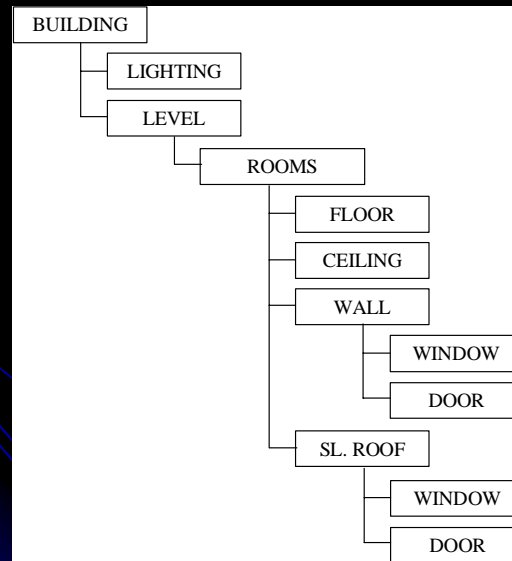 BUILDING
LIGHTING
LEVEL
ROOMS
FLOOR
CEILING
WALL
WINDOW
DOOR
SL. ROOF
WINDOW
DOOR